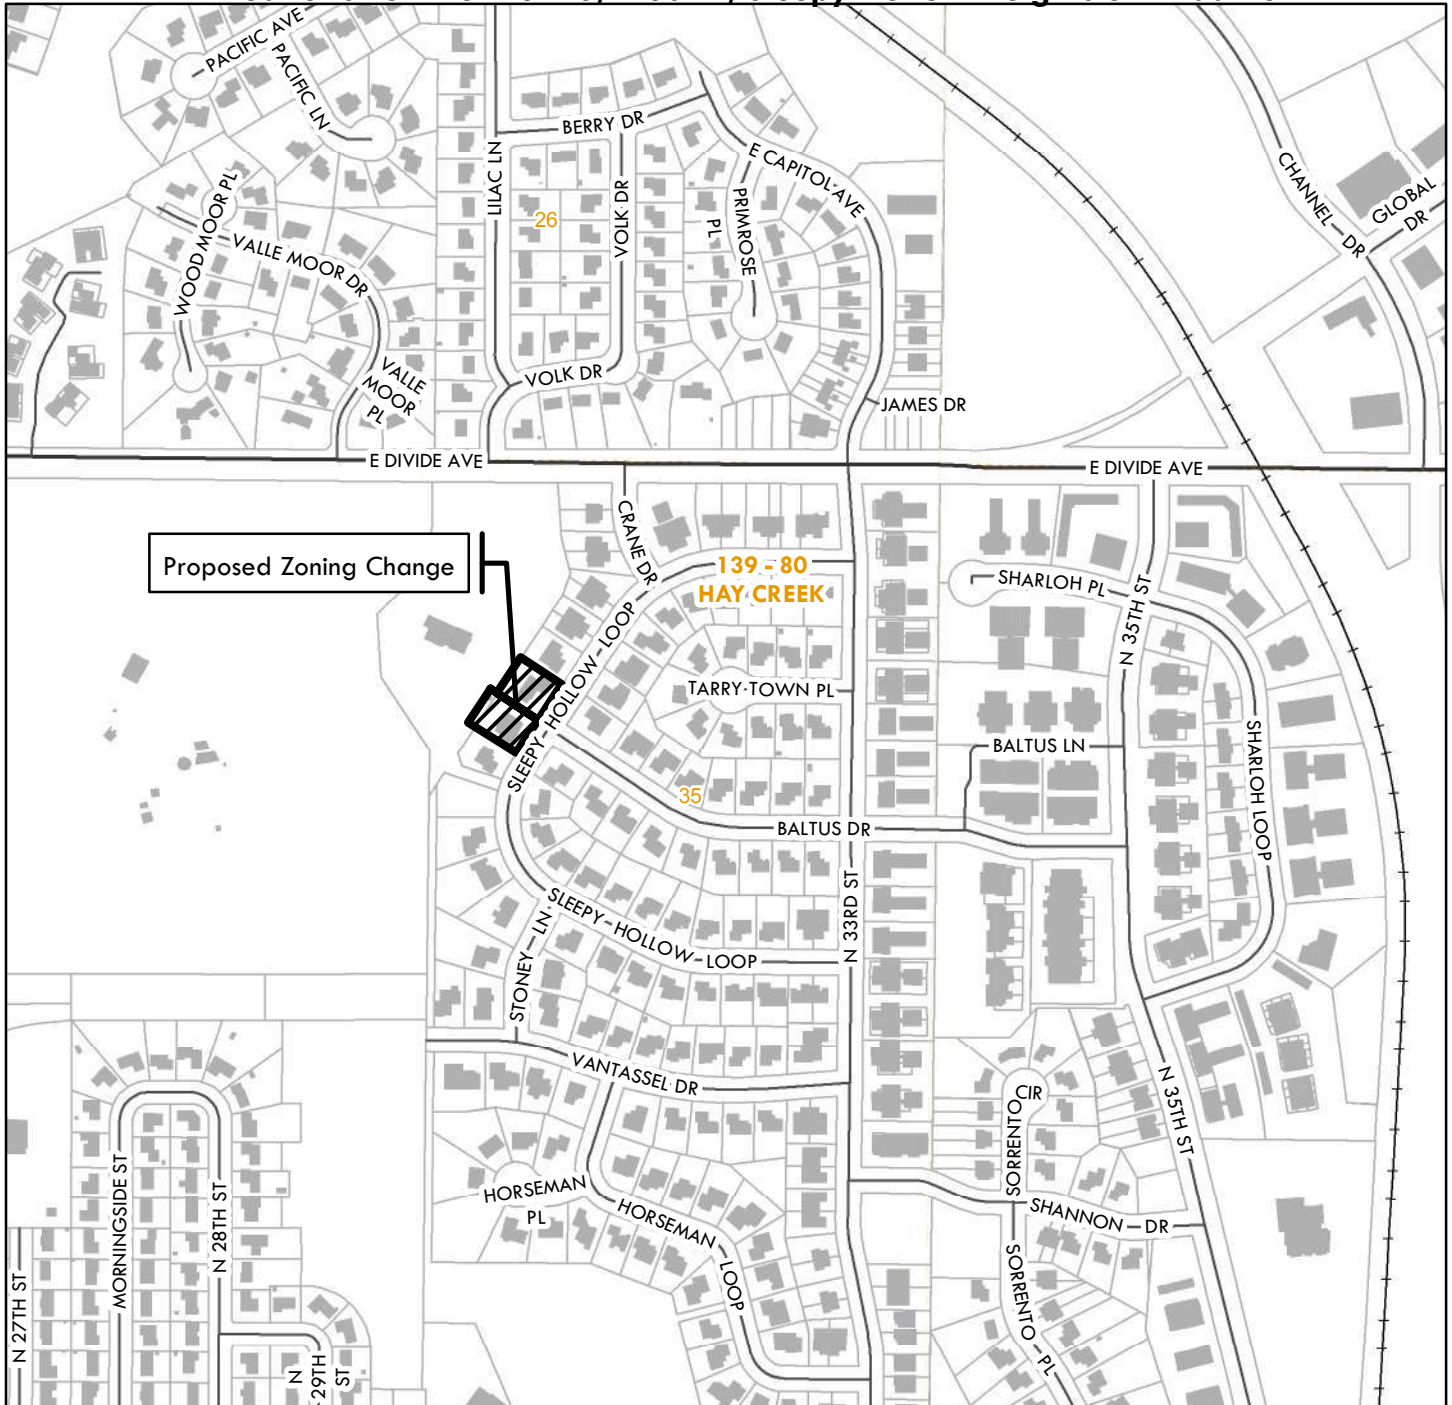 PACIFIC AVE
PACIFIC LN
BERRY DR
LILAC LN
VOLK DR
E CAPITOL AVE
PRIMROSE
PL
CHANNEL DR
GLOBAL
DR
WOOD MOOR PL
VALLE MOOR DR
26
VALLE
MOOR
PL
VOLK DR
JAMES DR
E DIVIDE AVE
E DIVIDE AVE
CRANE DR
Proposed Zoning Change
139 - 80
HAY CREEK
SHARLOH PL
N 35TH ST
SLEEPY-HOLLOW-LOOP
TARRY-TOWN PL
BALTUS LN
SHARLOH LOOP
35
BALTUS DR
N 33RD ST
SLEEPY-HOLLOW-LOOP
STONEY LN
VANTASSEL DR
N 35TH ST
SORRENTO
CIR
MORNINGSIDE ST
N 28TH ST
HORSEMAN
PL
HORSEMAN
LOOP
SHANNON DR
SORRENTO PL
N 27TH ST
N
29TH
ST